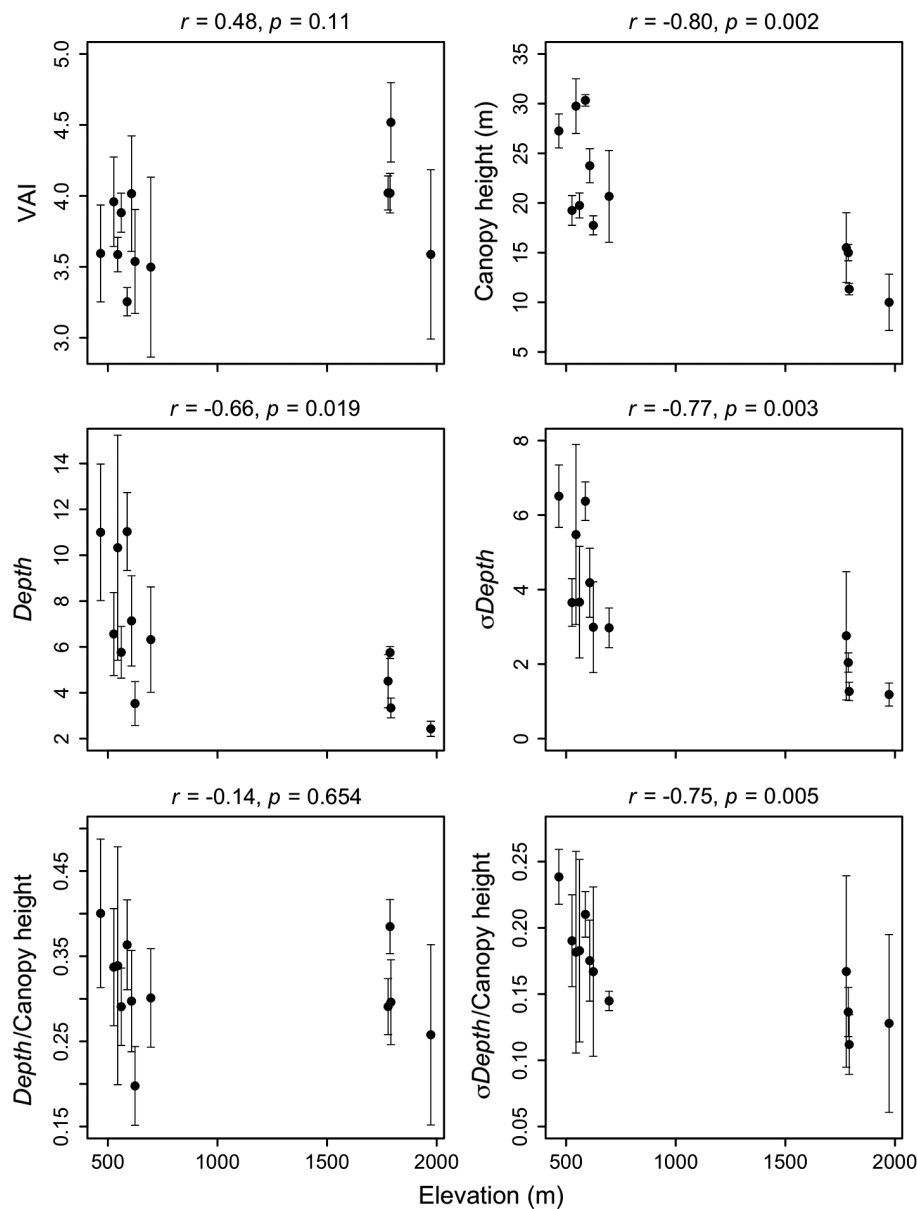 r = 0.48, p = 0.11
r = -0.80, p = 0.002
VAI
5.0
4.5
4.0
3.5
3.0
Canopy height (m)
35
30
25
20
15
10
5
r = -0.66, p = 0.019
r = -0.77, p = 0.003
Depth
14
12
10
8
6
4
2
σDepth
8
6
4
2
0
r = -0.14, p = 0.654
r = -0.75, p = 0.005
Depth/Canopy height
0.45
0.35
0.25
0.15
σDepth/Canopy height
0.25
0.20
0.15
0.10
0.05
500 1000 1500 2000
500 1000 1500 2000
Elevation (m)